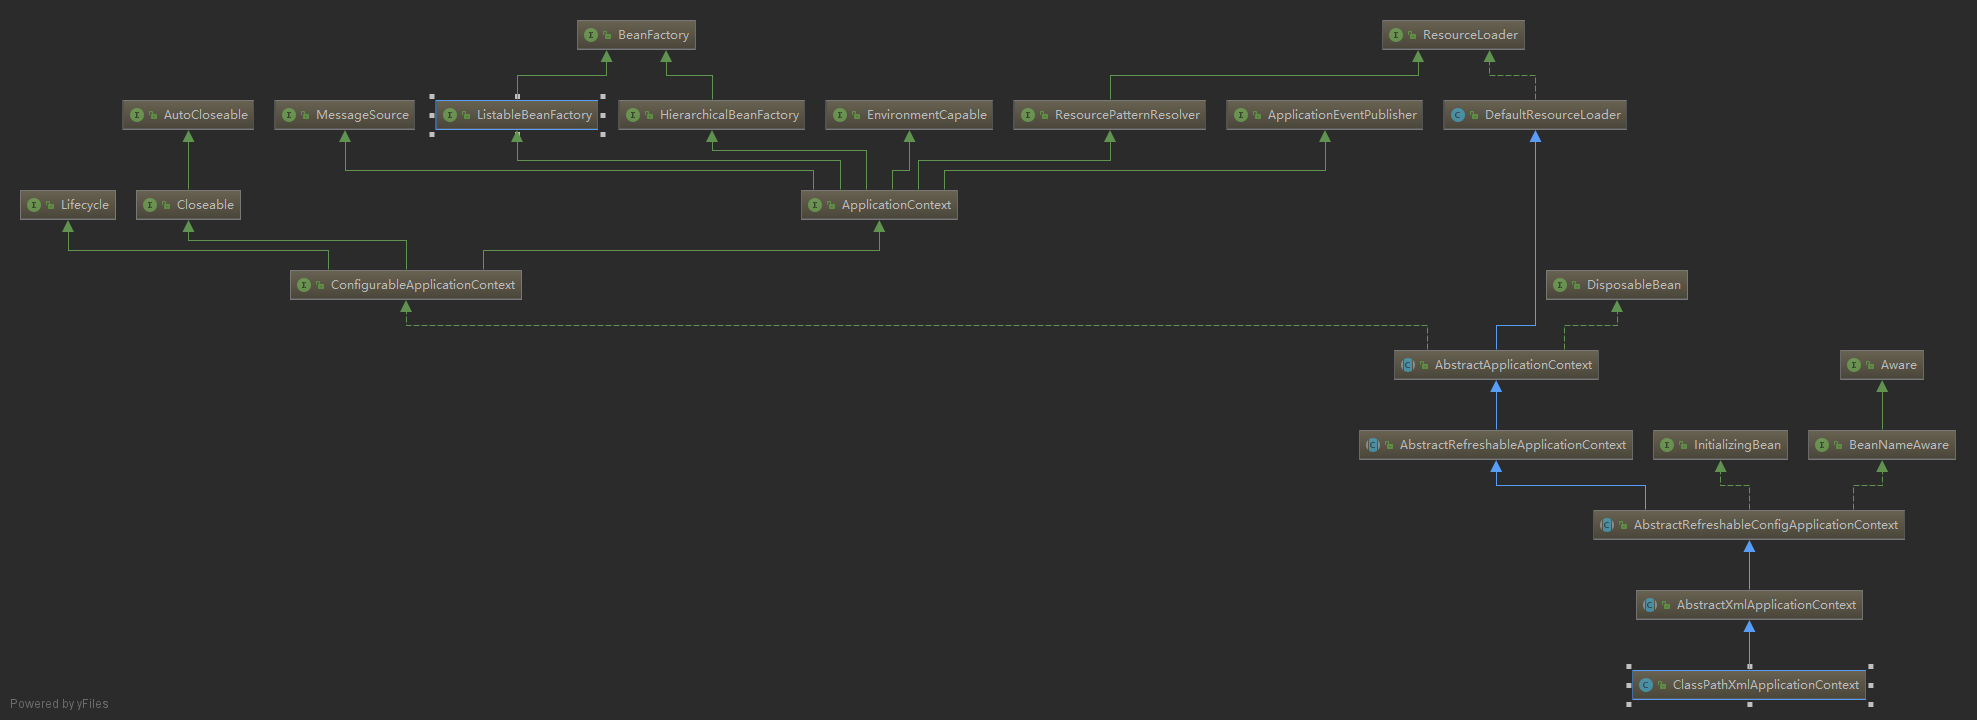 BeanFactory
ResourceLoader
AutoCloseable
MessageSource
ListableBeanFactory
HierarchicalBeanFactory
EnvironmentCapable
ResourcePatternResolver
ApplicationEventPublisher
DefaultResourceLoader
Lifecycle
Closeable
ApplicationContext
ConfigurableApplicationContext
DisposableBean
AbstractApplicationContext
Aware
AbstractRefreshableApplicationContext
InitializingBean
BeanNameAware
AbstractRefreshableConfigApplicationContext
AbstractXmlApplicationContext
ClassPathXmlApplicationContext
Powered by yFiles